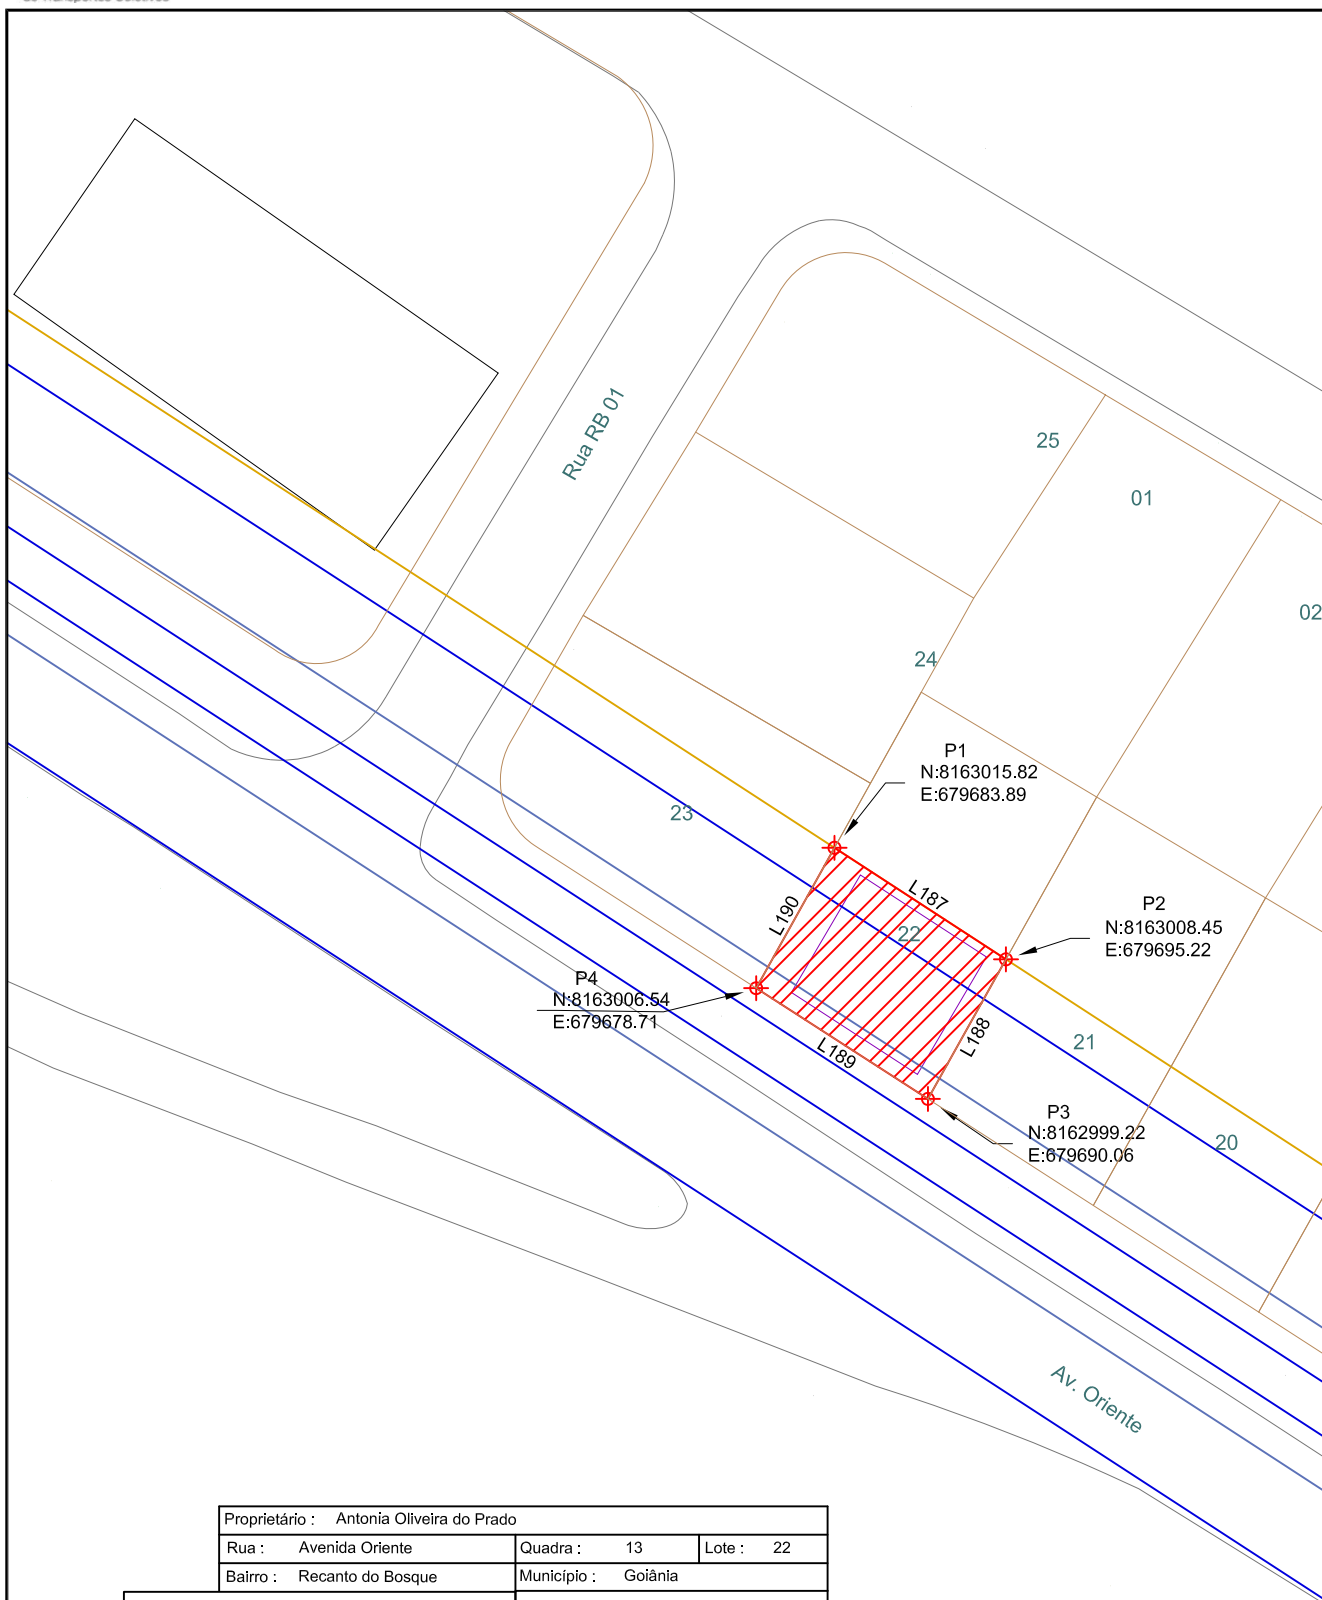 Rua RB 01
25
01
02
24
P1
N:8163015.82
E:679683.89
23
L187
P2
N:8163008.45
E:679695.22
L190
22
P4
N:8163006.54
E:679678.71
L188
L189
21
P3
N:8162999.22
E:679690.06
20
Av. Oriente
Proprietário : Antonia Oliveira do Prado
Rua : Avenida Oriente Quadra : 13 Lote : 22
Bairro : Recanto do Bosque Município : Goiânia